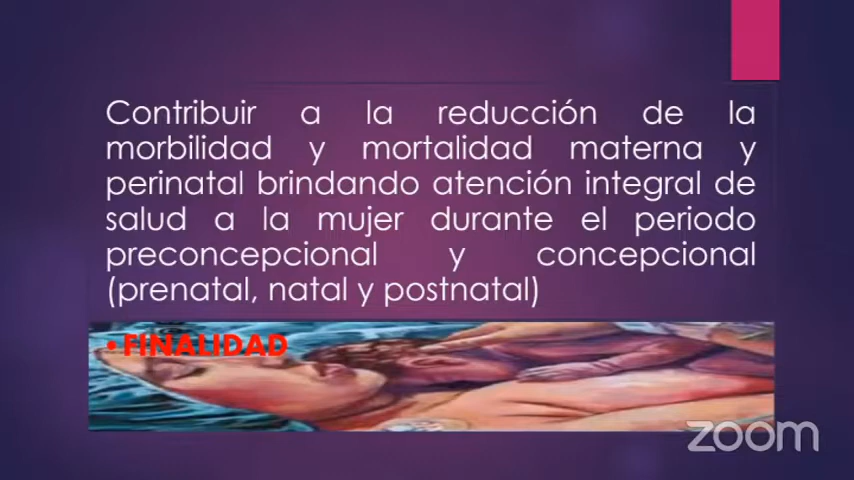 Contribuir a la reducción de la
morbilidad y mortalidad materna y
perinatal brindando atención integral de
salud a la mujer durante el periodo
preconcepcional y concepcional
(prenatal, natal y postnatal)
• FINALIDAD
zoom